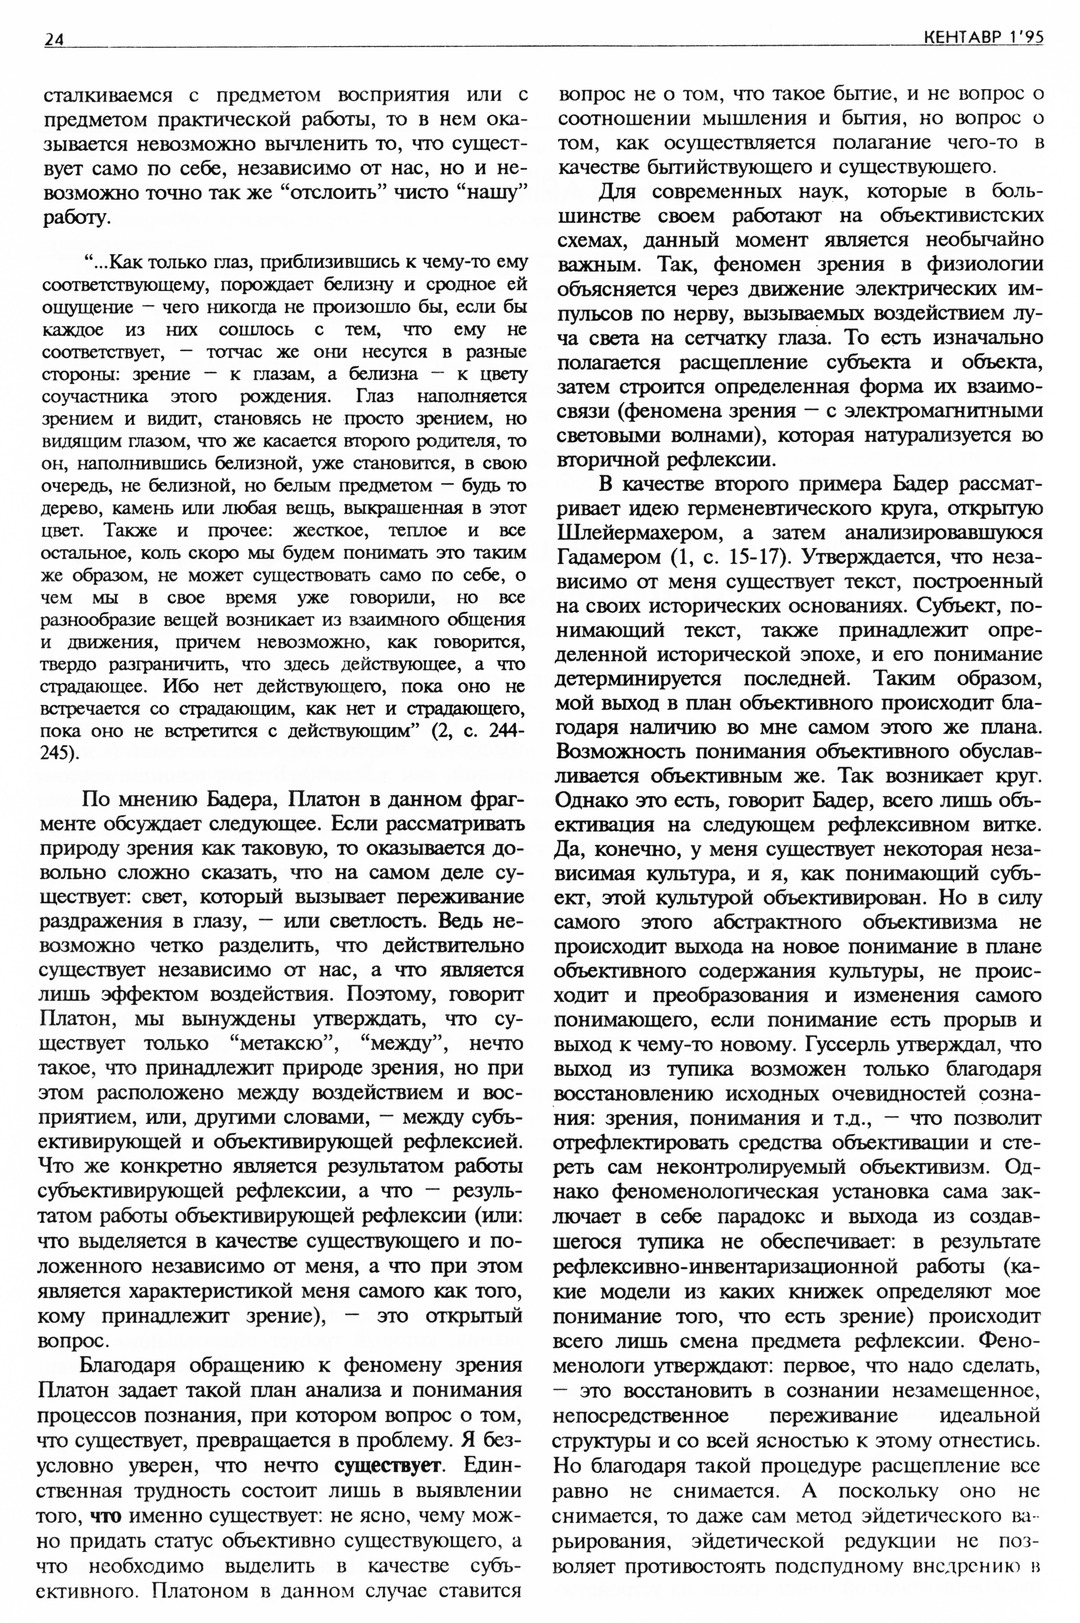 24
КЕНТАВР 1'95
сталкиваемся с предметом восприятия или с
предметом практической работы, то в нем ока-
зывается невозможно вычленить то, что сущест-
вует само по себе, независимо от нас, но и не-
возможно точно так же “отслоить” чисто “нашу”
работу.
“...Как только глаз, приблизившись к чему-то ему
соответствующему, порождает белизну и сродное ей
ощущение — чего никогда не произошло бы, если бы
каждое из них сошлось с тем, что ему не
соответствует, — тотчас же они несутся в разные
стороны: зрение — к глазам, а белизна — к цвету
соучастника этого рождения. Глаз наполняется
зрением и видит, становясь не просто зрением, но
видящим глазом, что же касается второго родителя, то
он, наполнившись белизной, уже становится, в свою
очередь, не белизной, но белым предметом — будь то
дерево, камень или любая вещь, выкрашенная в этот
цвет. Также и прочее: жесткое, теплое и все
остальное, коль скоро мы будем понимать это таким
же образом, не может существовать само по себе, о
чем мы в свое время уже говорили, но все
разнообразие вещей возникает из взаимного общения
и движения, причем невозможно, как говорится,
твердо разграничить, что здесь действующее, а что
страдающее. Ибо нет действующего, пока оно не
встречается со страдающим, как нет и страдающего,
пока оно не встретится с действующим” (2, с. 244-
245).
По мнению Бадера, Платон в данном фраг-
менте обсуждает следующее. Если рассматривать
природу зрения как таковую, то оказывается до-
вольно сложно сказать, что на самом деле су-
ществует: свет, который вызывает переживание
раздражения в глазу, — или светлость. Ведь не-
возможно четко разделить, что действительно
существует независимо от нас, а что является
лишь эффектом воздействия. Поэтому, говорит
Платон, мы вынуждены утверждать, что су-
ществует только “метаксю”, “между”, нечто
такое, что принадлежит природе зрения, но при
этом расположено между воздействием и вос-
приятием, или, другими словами, — между субъ-
ективирующей и объективирующей рефлексией.
Что же конкретно является результатом работы
субъективирующей рефлексии, а что — резуль-
татом работы объективирующей рефлексии (или:
что выделяется в качестве существующего и по-
ложенного независимо от меня, а что при этом
является характеристикой меня самого как того,
кому принадлежит зрение), — это открытый
вопрос.
Благодаря обращению к феномену зрения
Платон задает такой план анализа и понимания
процессов познания, при котором вопрос о том,
что существует, превращается в проблему. Я без-
условно уверен, что нечто существует. Един-
ственная трудность состоит лишь в выявлении
того, что именно существует: не ясно, чему мож-
но придать статус объективно существующего, а
что необходимо выделить в качестве субъ-
ективного. Платоном в данном случае ставится
вопрос не о том, что такое бытие, и не вопрос о
соотношении мышления и бытия, но вопрос о
том, как осуществляется полагание чего-то в
качестве бытийствующего и существующего.
Для современных наук, которые в боль-
шинстве своем работают на объективистских
схемах, данный момент является необычайно
важным. Так, феномен зрения в физиологии
объясняется через движение электрических им-
пульсов по нерву, вызываемых воздействием лу-
ча света на сетчатку глаза. То есть изначально
полагается расщепление субъекта и объекта,
затем строится определенная форма их взаимо-
связи (феномена зрения — с электромагнитными
световыми волнами), которая натурализуется во
вторичной рефлексии.
В качестве второго примера Бадер рассмат-
ривает идею герменевтического круга, открытую
Шлейермахером, а затем анализировавшуюся
Гадамером (1, с. 15-17). Утверждается, что неза-
висимо от меня существует текст, построенный
на своих исторических основаниях. Субъект, по-
нимающий текст, также принадлежит опре-
деленной исторической эпохе, и его понимание
детерминируется последней. Таким образом,
мой выход в план объективного происходит бла-
годаря наличию во мне самом этого же плана.
Возможность понимания объективного обуслав-
ливается объективным же. Так возникает круг.
Однако это есть, говорит Бадер, всего лишь объ-
ективация на следующем рефлексивном витке.
Да, конечно, у меня существует некоторая неза-
висимая культура, и я, как понимающий субъ-
ект, этой культурой объективирован. Но в силу
самого этого абстрактного объективизма не
происходит выхода на новое понимание в плане
объективного содержания культуры, не проис-
ходит и преобразования и изменения самого
понимающего, если понимание есть прорыв и
выход к чему-то новому. Гуссерль утверждал, что
выход из тупика возможен только благодаря
восстановлению исходных очевидностей созна-
ния: зрения, понимания и т.д., — что позволит
отрефлектировать средства объективации и сте-
реть сам неконтролируемый объективизм. Од-
нако феноменологическая установка сама зак-
лючает в себе парадокс и выхода из создав-
шегося тупика не обеспечивает: в результате
рефлексивно-инвентаризационной работы (ка-
кие модели из каких книжек определяют мое
понимание того, что есть зрение) происходит
всего лишь смена предмета рефлексии. Фено-
менологи утверждают: первое, что надо сделать,
— это восстановить в сознании незамещенное,
непосредственное переживание идеальной
структуры и со всей ясностью к этому отнестись.
Но благодаря такой процедуре расщепление все
равно не снимается. А поскольку оно не
снимается, то даже сам метод эйдетического ва-
рьирования, эйдетической редукции не поз-
воляет противостоять подспудному внедрению в